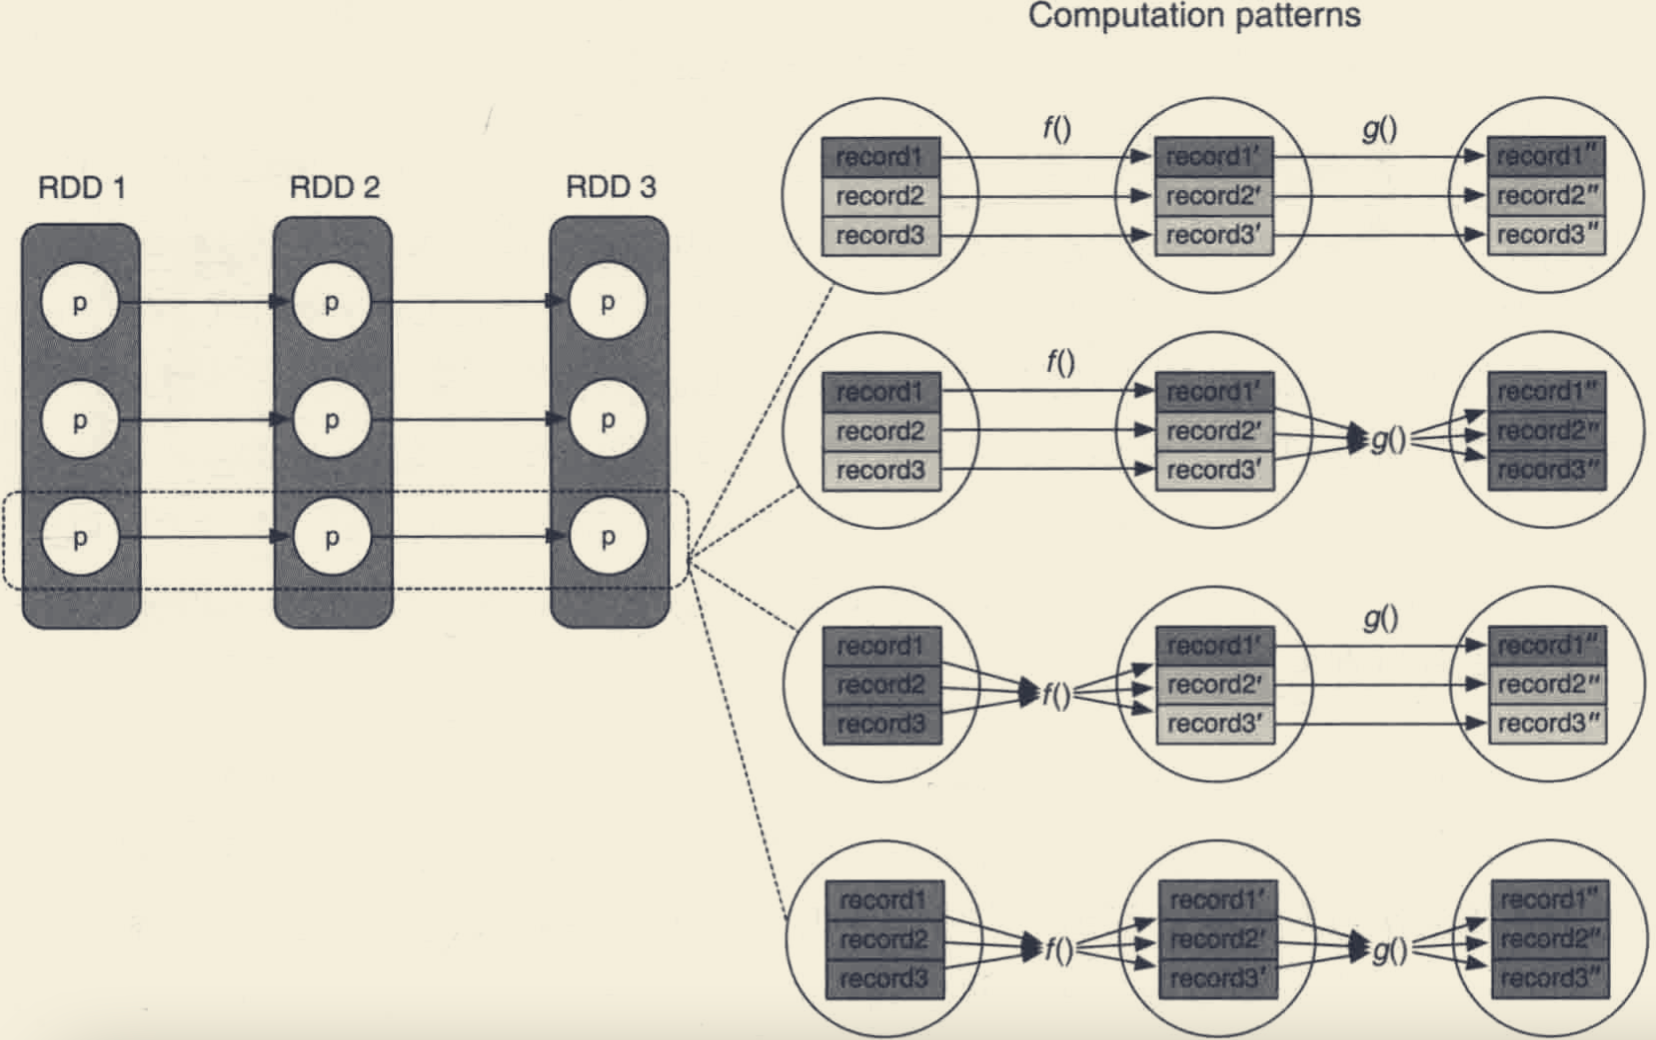 Computation patterns
RDD 1
RDD 2
RDD 3
p
p
p
p
p
p
p
p
p
f()
g()
record1
record1′
record1″
record2
record2′
record2″
record3
record3′
record3″
f()
record1
record1′
record1″
record2
record2′
g()
record2″
record3
record3′
record3″
g()
record1
record1′
record1″
record2
f()
record2′
record2″
record3
record3′
record3″
record1
record1′
record1″
record2
f()
record2′
g()
record2″
record3
record3′
record3″